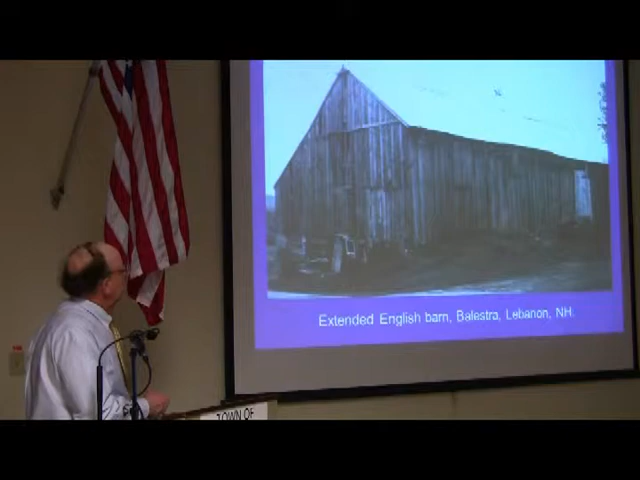 Extended English barn, Balestra, Lebanon, NH.
TOWN OF